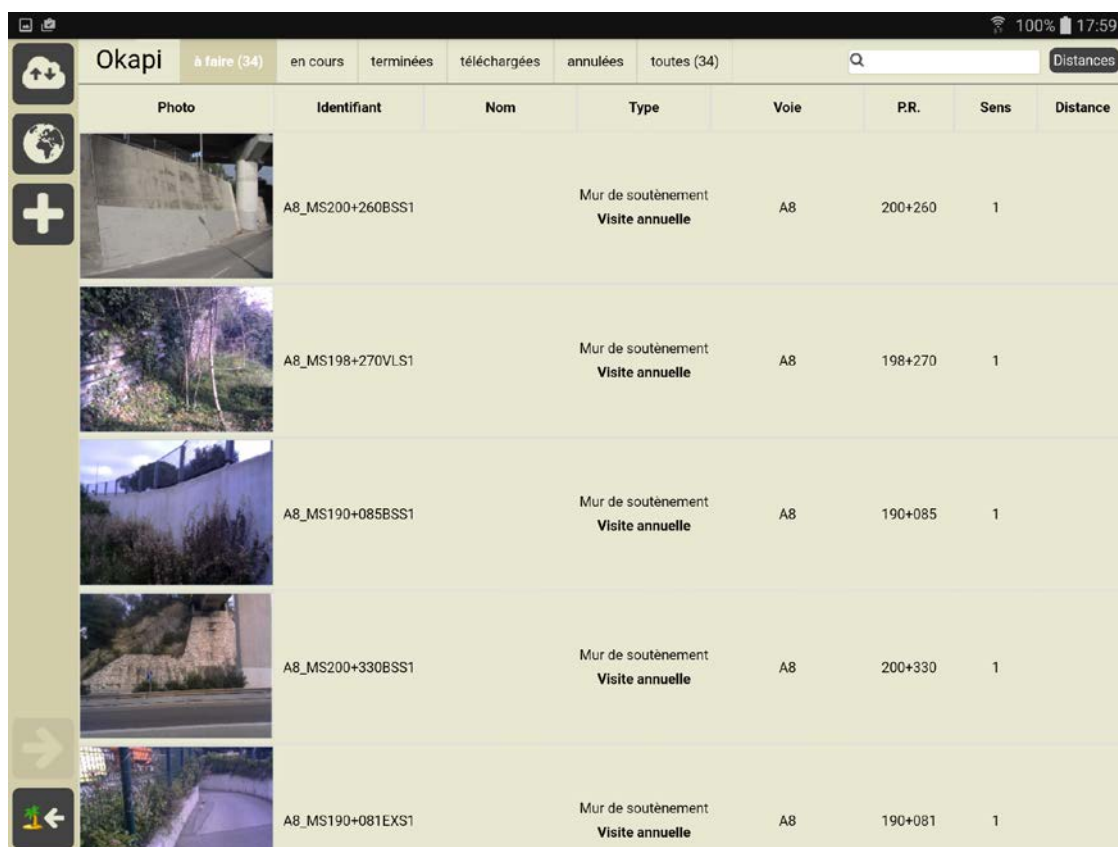 100% 17:59
Okapi à faire (34) en cours terminées téléchargées annulées toutes (34) Distances
Photo Identifiant Nom Type Voie P.R. Sens Distance
A8_MS200+260BSS1 Mur de soutènement Visite annuelle A8 200+260 1
A8_MS198+270VLS1 Mur de soutènement Visite annuelle A8 198+270 1
A8_MS190+085BSS1 Mur de soutènement Visite annuelle A8 190+085 1
A8_MS200+330BSS1 Mur de soutènement Visite annuelle A8 200+330 1
A8_MS190+081EXS1 Mur de soutènement Visite annuelle A8 190+081 1